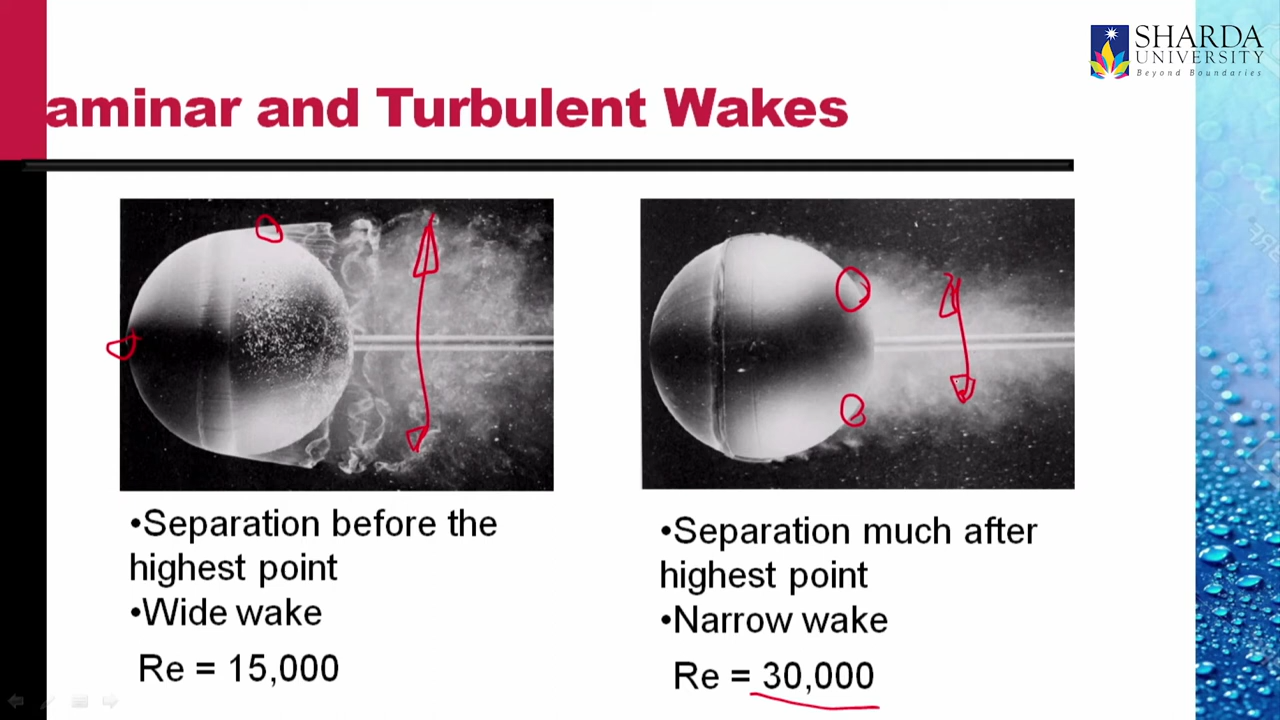 SHARDA
UNIVERSITY
Beyond Boundaries
aminar and Turbulent Wakes
•Separation before the
highest point
•Wide wake
Re = 15,000
•Separation much after
highest point
•Narrow wake
Re = 30,000